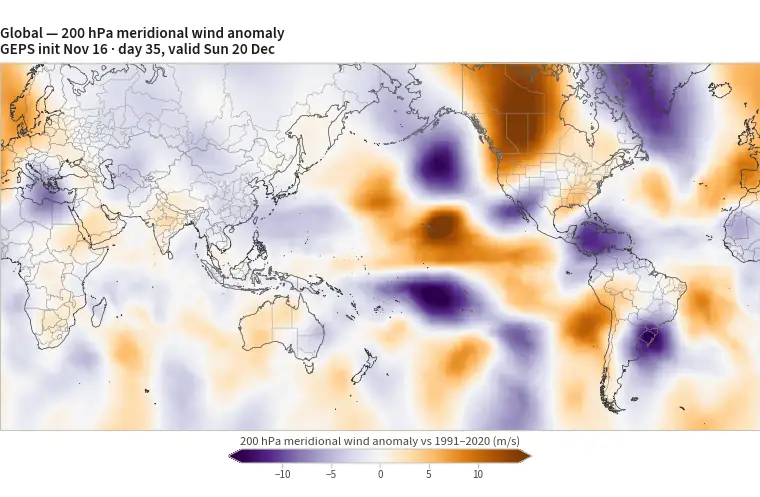 Global — 200 hPa meridional wind anomaly
GEPS init Nov 16 · day 35, valid Sun 20 Dec
200 hPa meridional wind anomaly vs 1991–2020 (m/s)
−10 −5 0 5 10